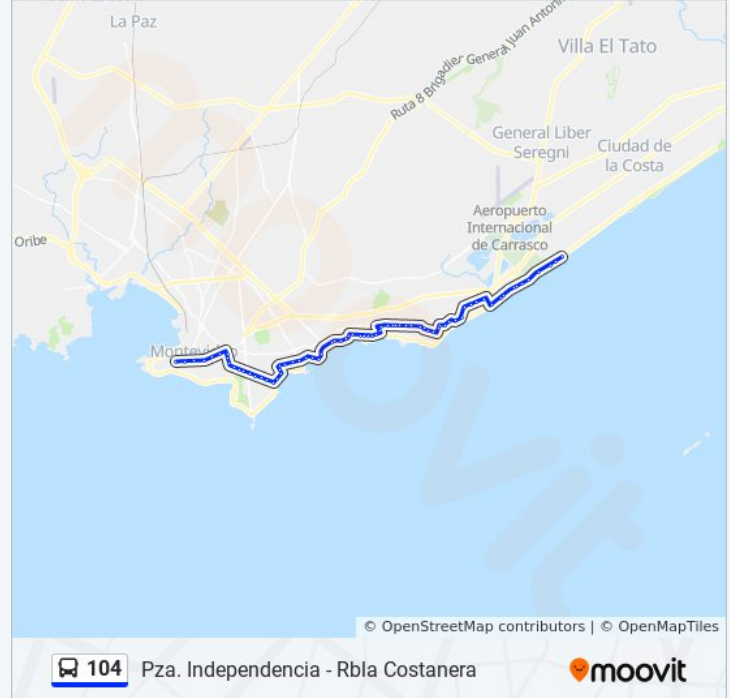 La Paz
Villa El Tato
Ruta 8 Brigadier General Juan Antonio
General Liber
Seregni
Ciudad de
la Costa
Aeropuerto
Internacional
de Carrasco
Oribe
Montevideo
moovit
© OpenStreetMap contributors | © OpenMapTiles
104 Pza. Independencia - Rbla Costanera
moovit